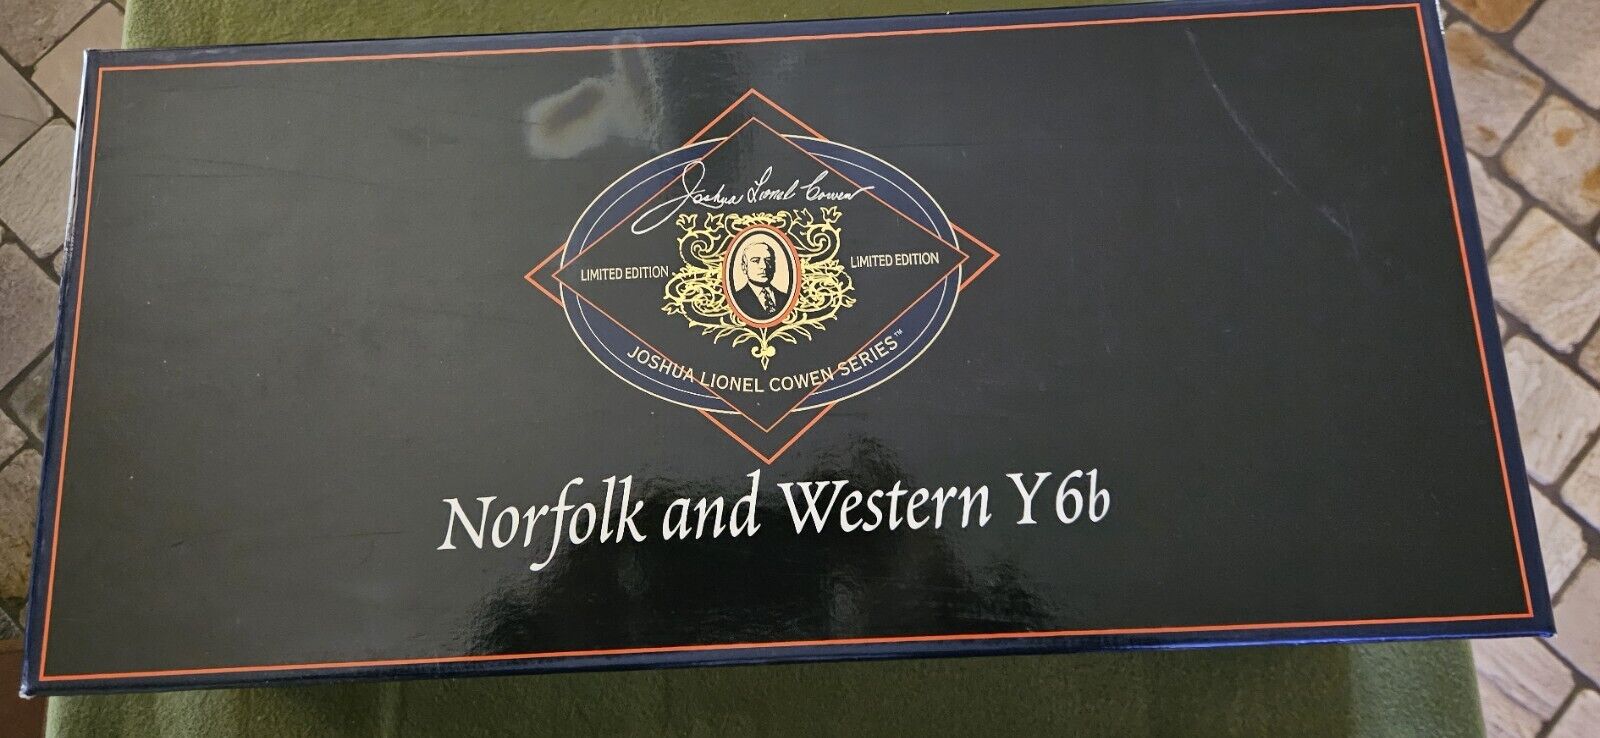 Joshua Lionel Cowen
LIMITED EDITION
LIMITED EDITION
JOSHUA LIONEL COWEN SERIES™
Norfolk and Western Y6b